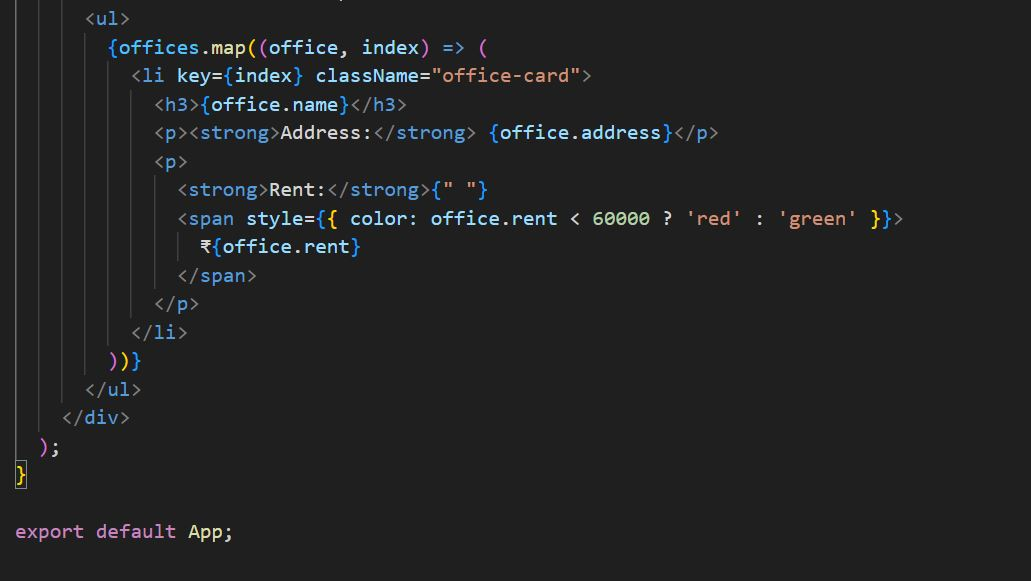 <ul>
{offices.map((office, index) => (
<li key={index} className="office-card">
<h3>{office.name}</h3>
<p><strong>Address:</strong> {office.address}</p>
<p>
<strong>Rent:</strong>{" "}
<span style={{ color: office.rent < 60000 ? 'red' : 'green' }}>
₹{office.rent}
</span>
</p>
</li>
))}
</ul>
</div>
);
}
export default App;